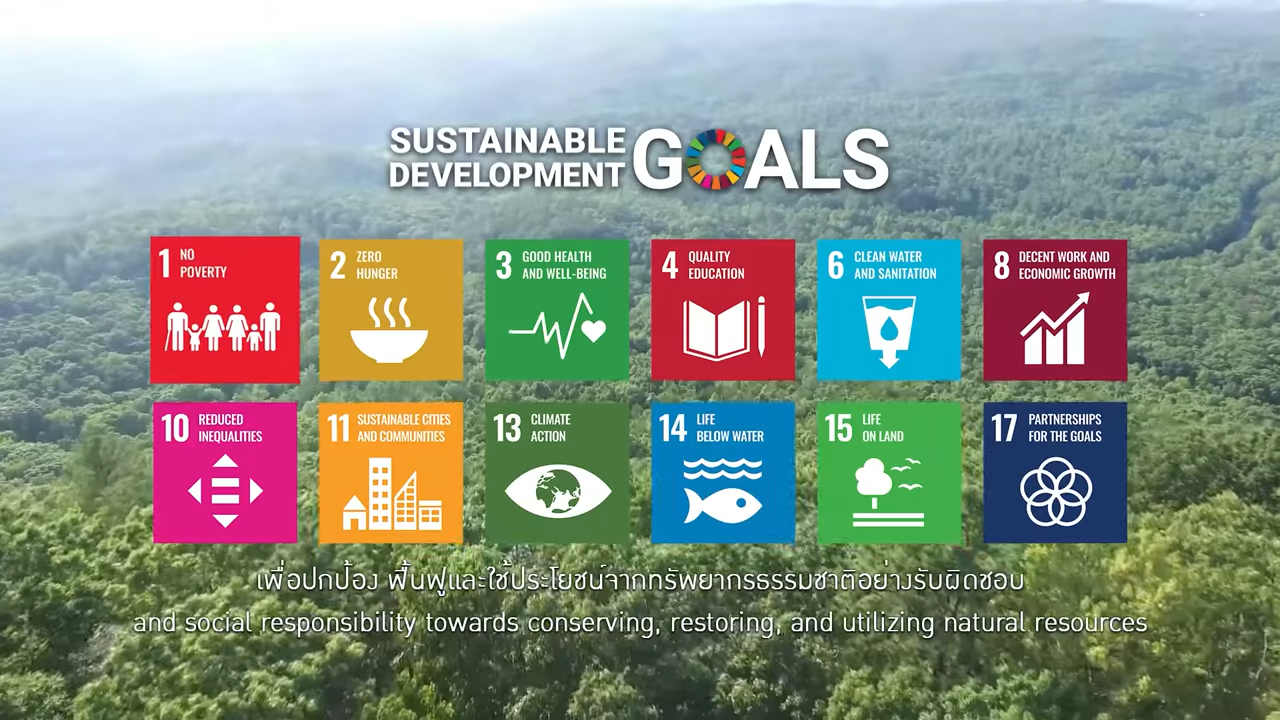 SUSTAINABLE
DEVELOPMENT
GOALS
1 NO
POVERTY
2 ZERO
HUNGER
3 GOOD HEALTH
AND WELL-BEING
4 QUALITY
EDUCATION
6 CLEAN WATER
AND SANITATION
8 DECENT WORK AND
ECONOMIC GROWTH
10 REDUCED
INEQUALITIES
11 SUSTAINABLE CITIES
AND COMMUNITIES
13 CLIMATE
ACTION
14 LIFE
BELOW WATER
15 LIFE
ON LAND
17 PARTNERSHIPS
FOR THE GOALS
เพื่อปกป้อง ฟื้นฟูและใช้ประโยชน์จากทรัพยากรธรรมชาติอย่างรับผิดชอบ
and social responsibility towards conserving, restoring, and utilizing natural resources